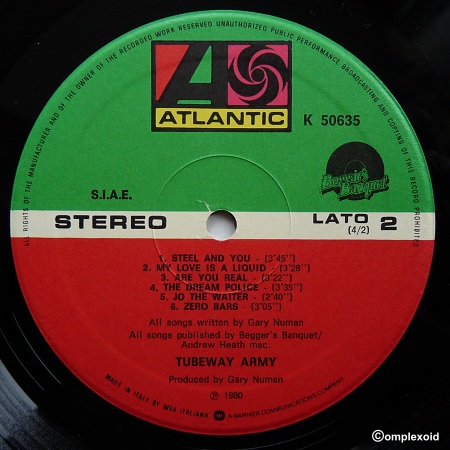 ALL RIGHTS OF THE MANUFACTURER AND OF THE OWNER OF THE RECORDED WORK RESERVED UNAUTHORIZED PUBLIC PERFORMANCE BROADCASTING AND COPYING OF THIS RECORD PROHIBITED
ATLANTIC
K 50635
Beggar's
Banquet
S.I.A.E.
STEREO
LATO 2
(4/2)
1. STEEL AND YOU - (3'45")
2. MY LOVE IS A LIQUID - (3'28")
3. ARE YOU REAL - (3'22")
4. THE DREAM POLICE - (3'35")
5. JO THE WAITER - (2'40")
6. ZERO BARS - (3'05")
All songs written by Gary Numan
All songs published by Beggar's Banquet/
Andrew Heath msc.
TUBEWAY ARMY
Produced by Gary Numan
℗ 1980
MADE IN ITALY BY WEA ITALIANA - A WARNER COMMUNICATIONS COMPANY
©omplexoid